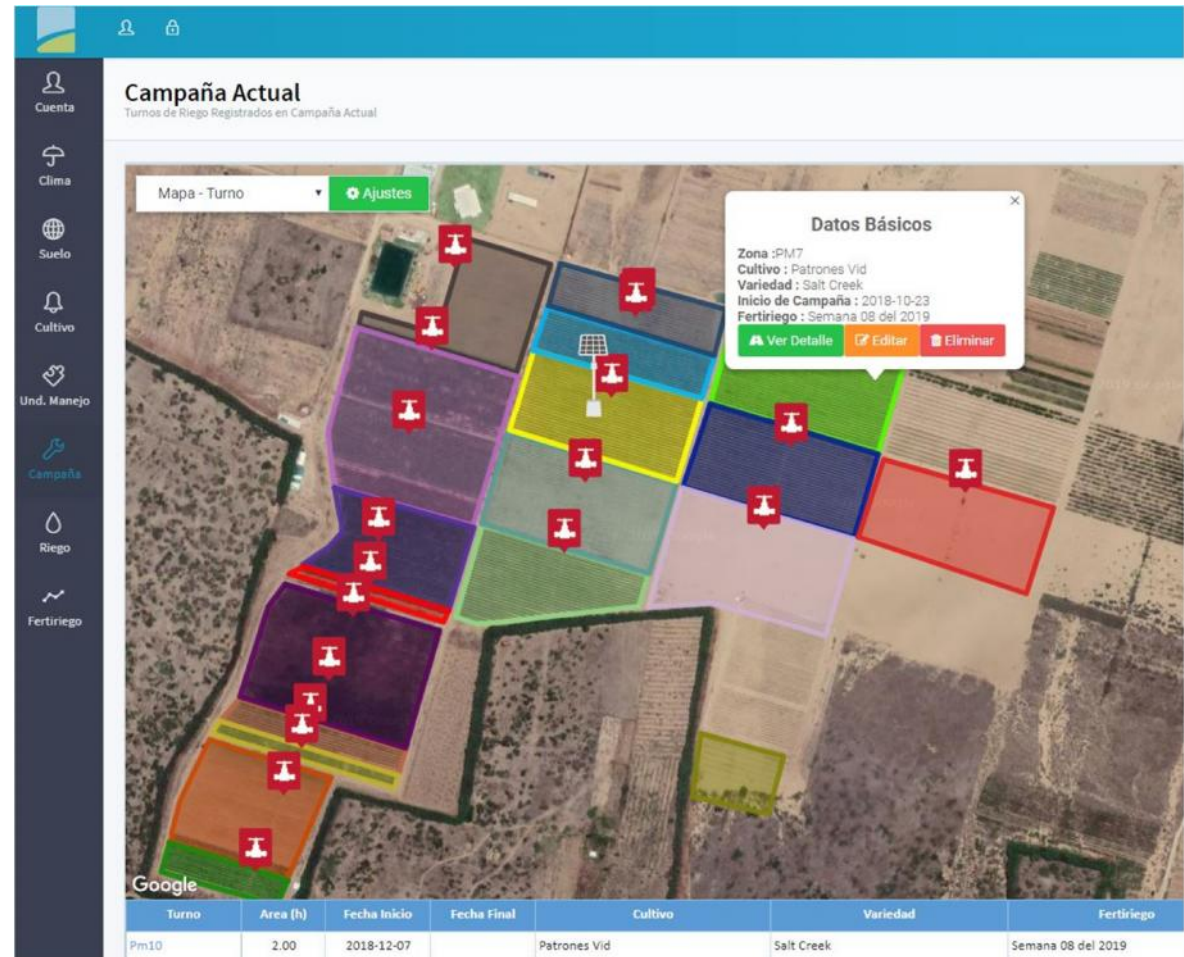 Campaña Actual
Turnos de Riego Registrados en Campaña Actual
Cuenta
Clima
Suelo
Cultivo
Und. Manejo
Campaña
Riego
Fertiriego
Mapa - Turno
Ajustes
Datos Básicos
Zona :PM7
Cultivo : Patrones Vid
Variedad : Salt Creek
Inicio de Campaña : 2018-10-23
Fertiriego : Semana 08 del 2019
Ver Detalle Editar Eliminar
Google
Turno Area (h) Fecha Inicio Fecha Final Cultivo Variedad Fertiriego
Pm10 2.00 2018-12-07 Patrones Vid Salt Creek Semana 08 del 2019